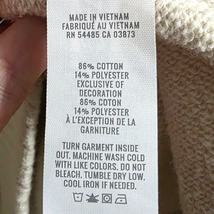 MADE IN VIETNAM
FABRIQUÉ AU VIETNAM
RN 54485 CA 03873
86% COTTON
14% POLYESTER
EXCLUSIVE OF
DECORATION
86% COTON
14% POLYESTER
À L'EXCEPTION DE LA
GARNITURE
TURN GARMENT INSIDE
OUT. MACHINE WASH COLD
WITH LIKE COLORS. DO NOT
BLEACH. TUMBLE DRY LOW.
COOL IRON IF NEEDED.